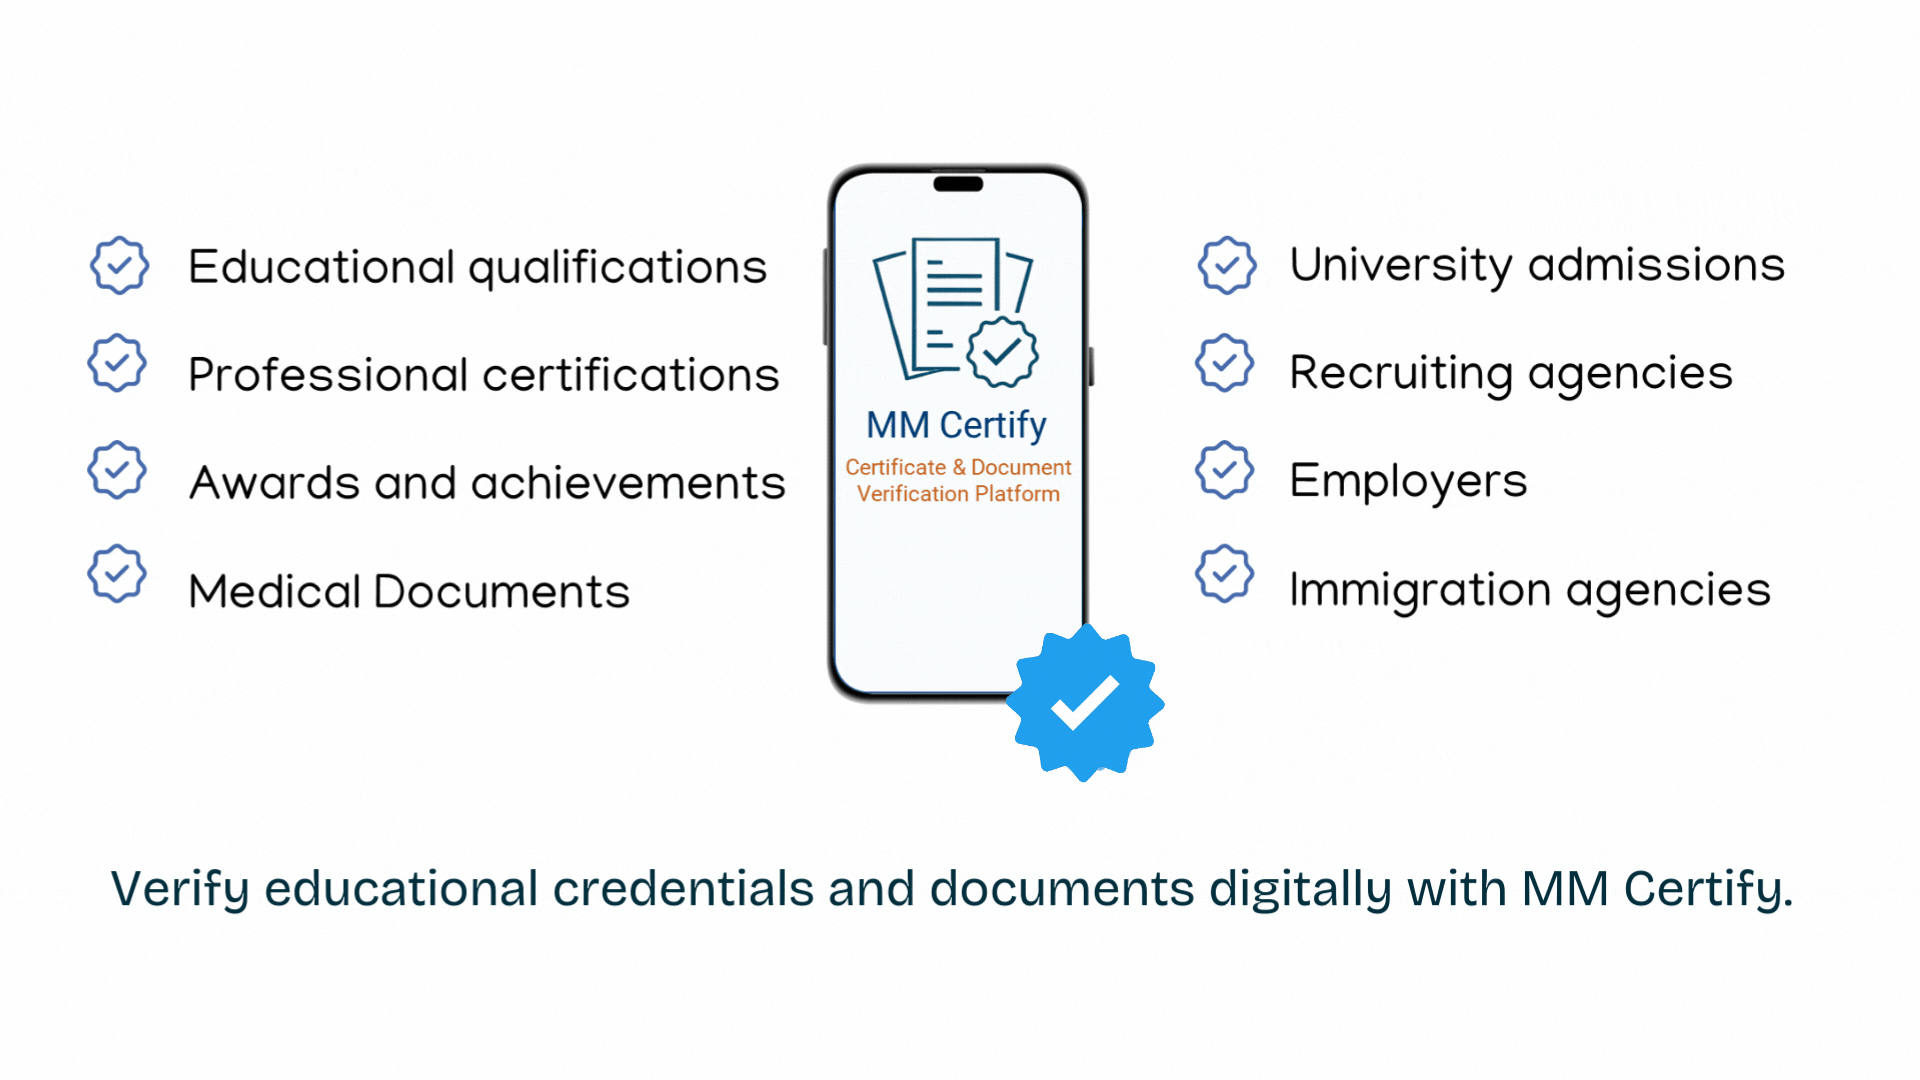 Educational qualifications
Professional certifications
Awards and achievements
Medical Documents
MM Certify
Certificate & Document
Verification Platform
University admissions
Recruiting agencies
Employers
Immigration agencies
Verify educational credentials and documents digitally with MM Certify.